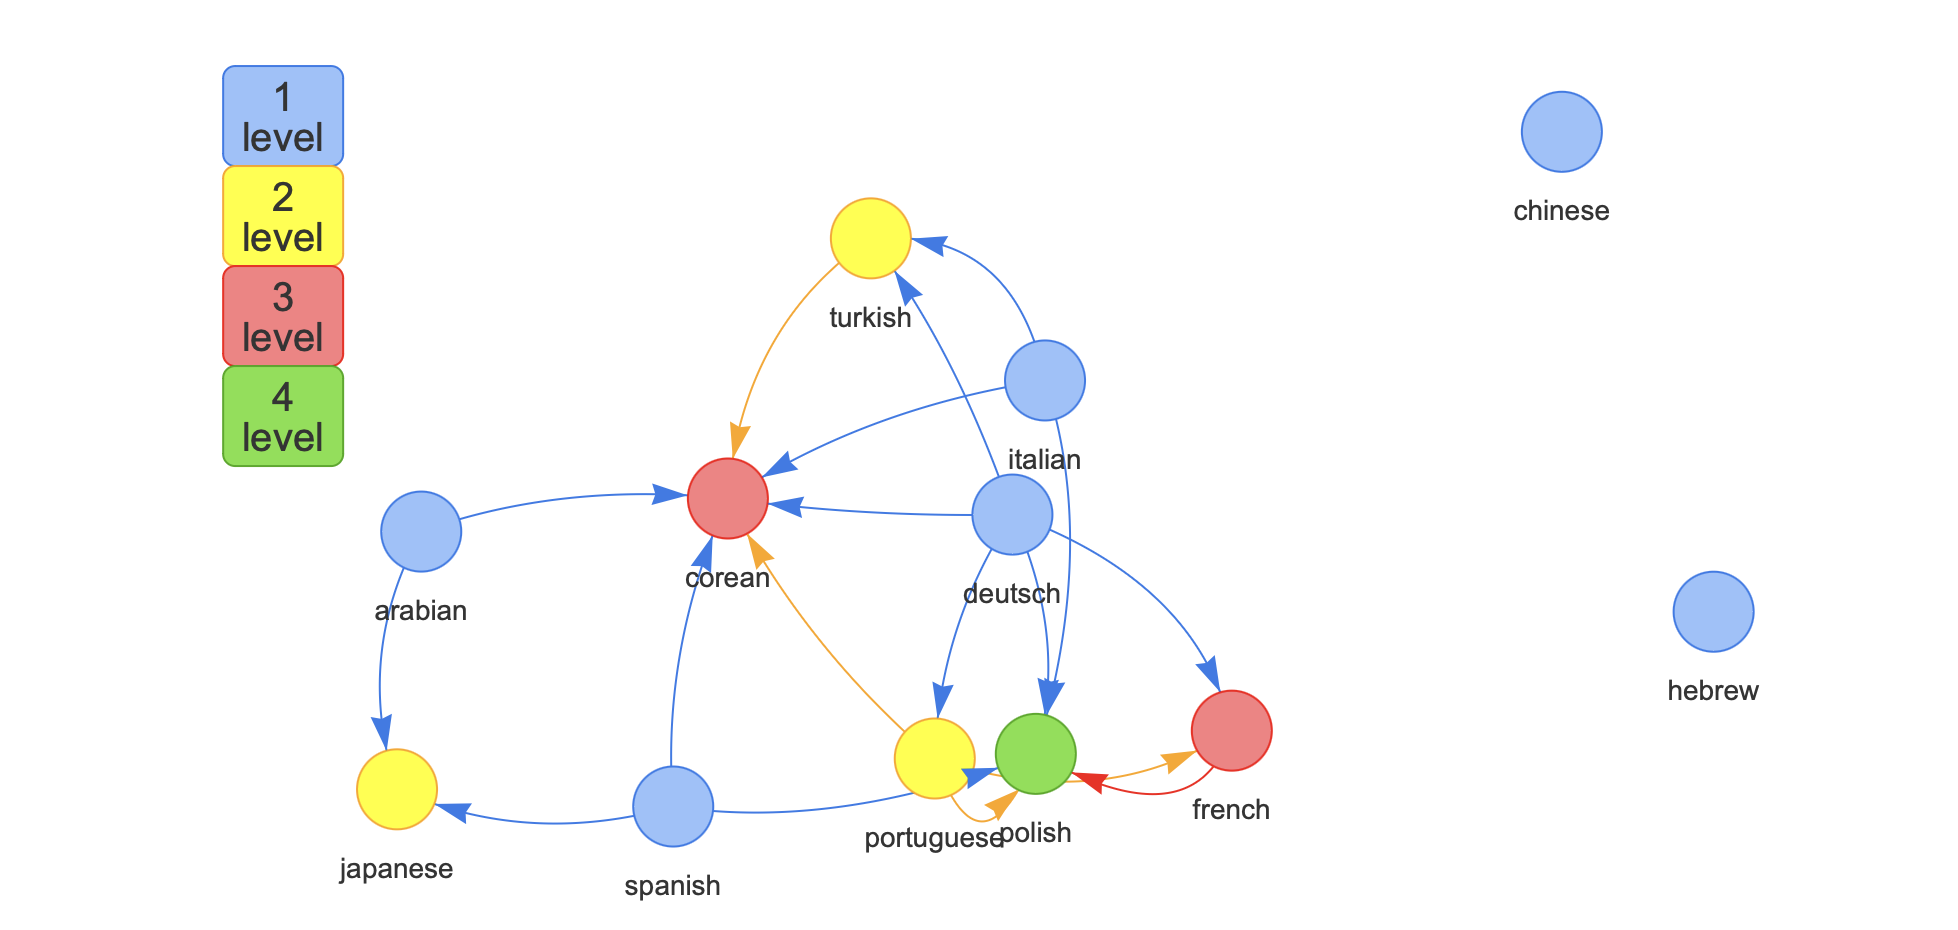 1
level
2
level
3
level
4
level
chinese
turkish
italian
corean
deutsch
arabian
hebrew
french
polish
portuguese
japanese
spanish